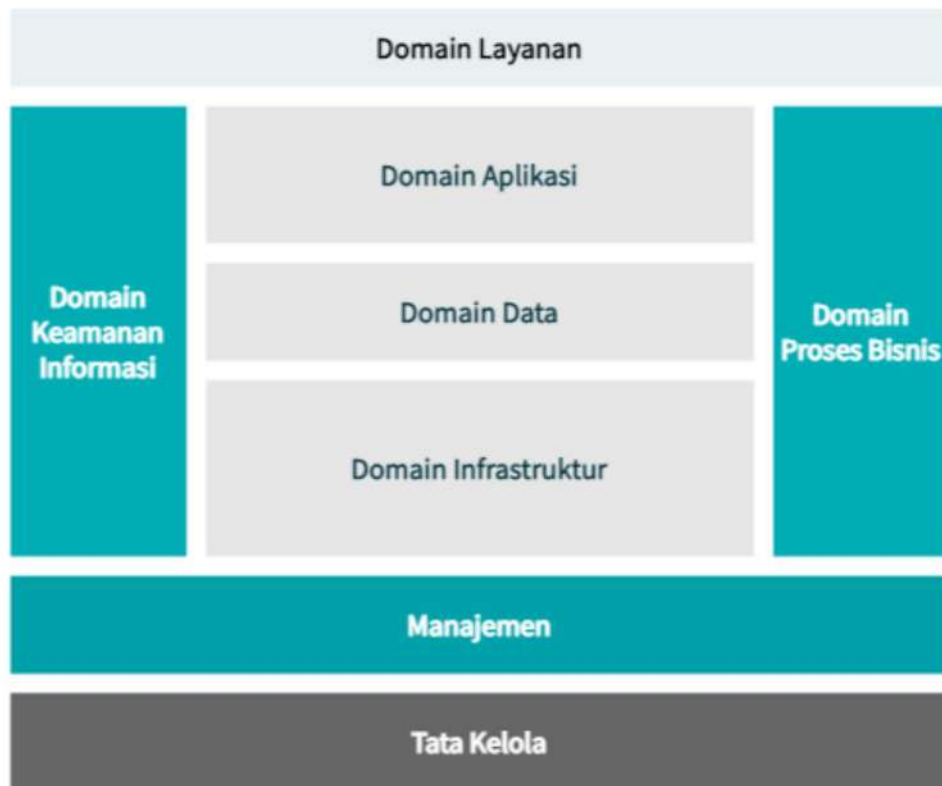 Domain Layanan
Domain Aplikasi
Domain
Keamanan
Informasi
Domain Data
Domain
Proses Bisnis
Domain Infrastruktur
Manajemen
Tata Kelola